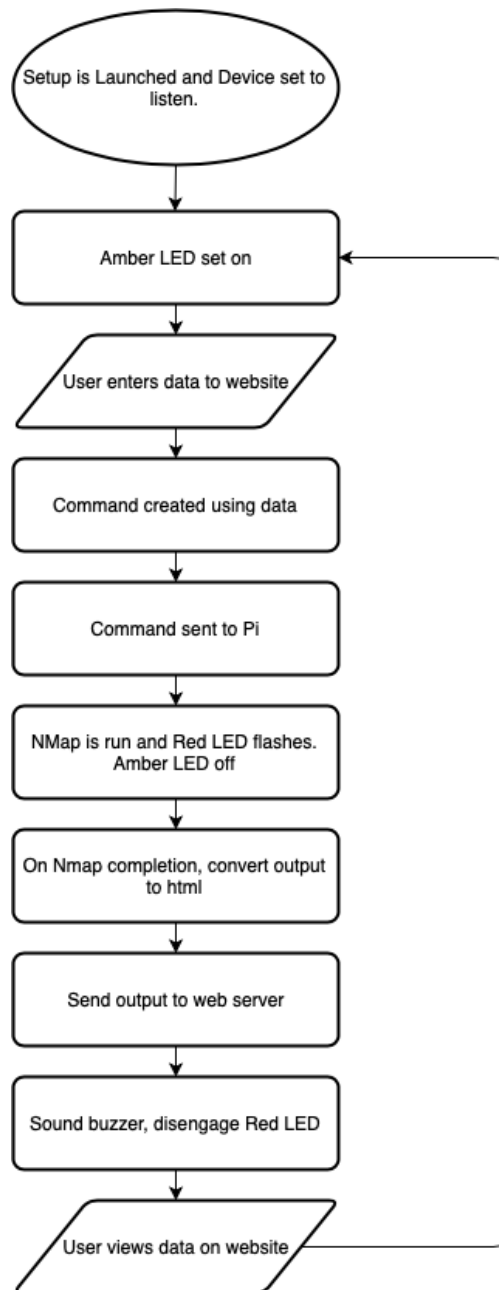 Setup is Launched and Device set to
listen.
Amber LED set on
User enters data to website
Command created using data
Command sent to Pi
NMap is run and Red LED flashes.
Amber LED off
On Nmap completion, convert output
to html
Send output to web server
Sound buzzer, disengage Red LED
User views data on website